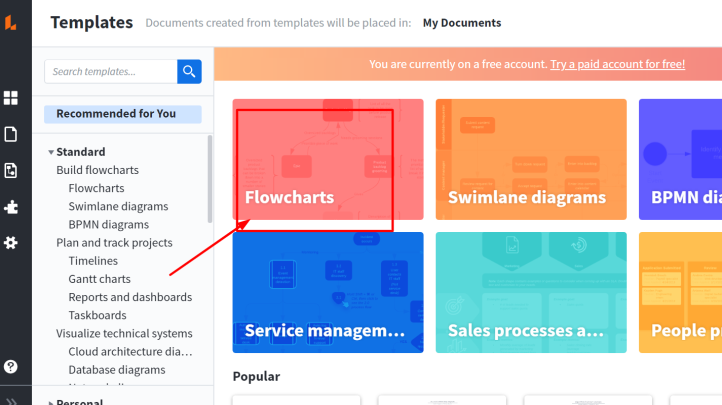 Templates
Documents created from templates will be placed in: My Documents
Search templates...
Recommended for You
Standard
Build flowcharts
Flowcharts
Swimlane diagrams
BPMN diagrams
Plan and track projects
Timelines
Gantt charts
Reports and dashboards
Taskboards
Visualize technical systems
Cloud architecture dia...
Database diagrams
Personal
You are currently on a free account. Try a paid account for free!
Flowcharts
Swimlane diagrams
BPMN dia
Service managem...
Sales processes a...
People p
Popular